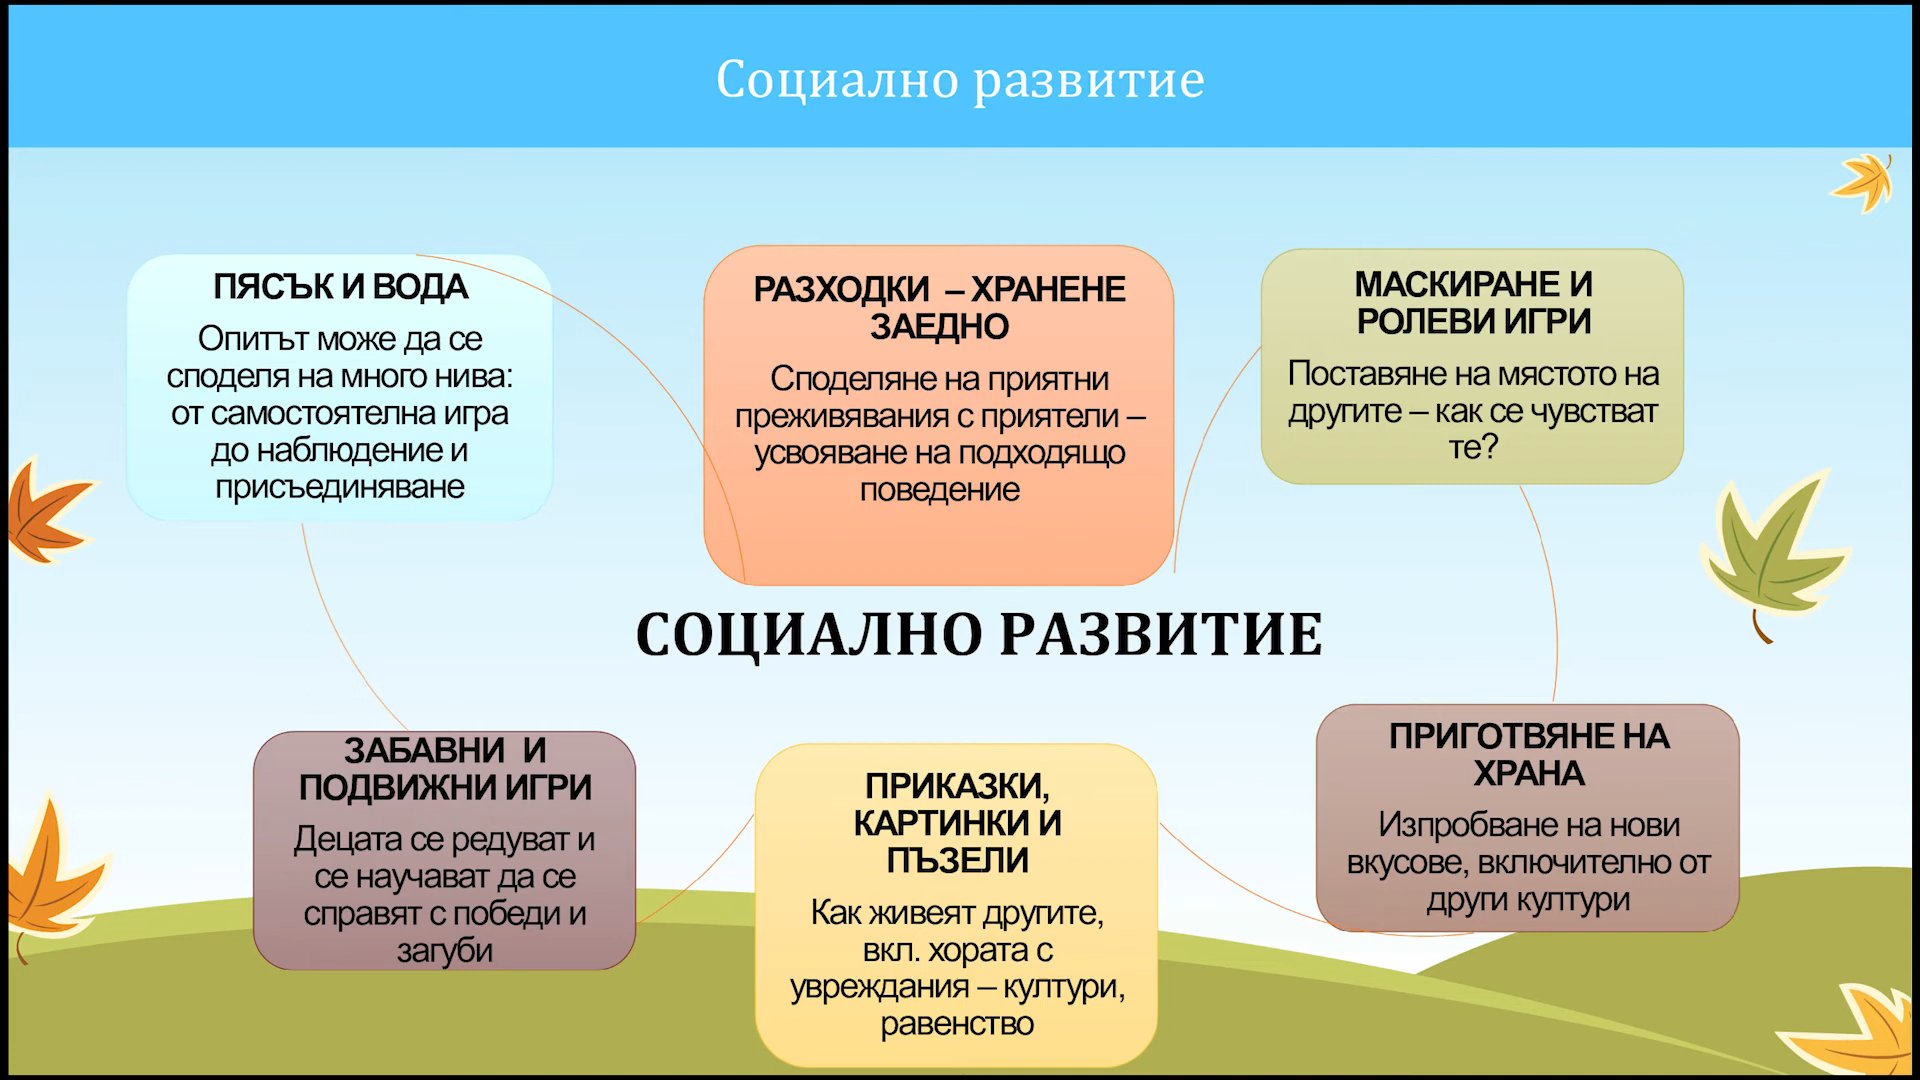 Социално развитие
ПЯСЪК И ВОДА
Опитът може да се
споделя на много нива:
от самостоятелна игра
до наблюдение и
присъединяване
РАЗХОДКИ – ХРАНЕНЕ
ЗАЕДНО
Споделяне на приятни
преживявания с приятели –
усвояване на подходящо
поведение
МАСКИРАНЕ И
РОЛЕВИ ИГРИ
Поставяне на мястото на
другите – как се чувстват
те?
СОЦИАЛНО РАЗВИТИЕ
ЗАБАВНИ И
ПОДВИЖНИ ИГРИ
Децата се редуват и
се научават да се
справят с победи и
загуби
ПРИКАЗКИ,
КАРТИНКИ И
ПЪЗЕЛИ
Как живеят другите,
вкл. хората с
увреждания – култури,
равенство
ПРИГОТВЯНЕ НА
ХРАНА
Изпробване на нови
вкусове, включително от
други култури